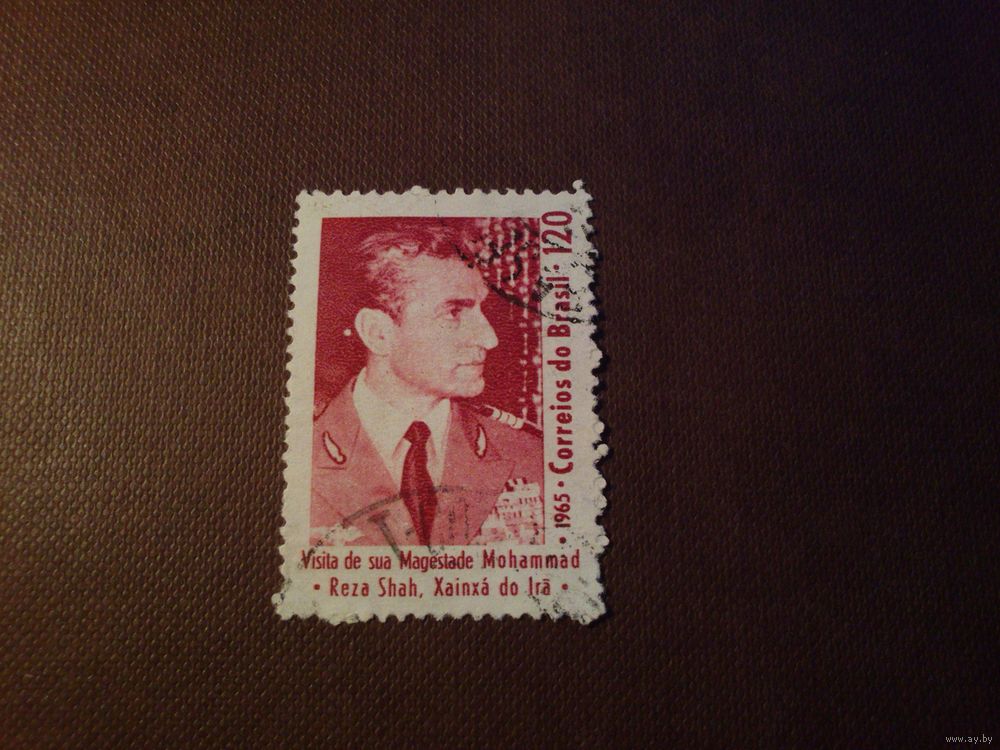 Visita de sua Magestade Mohammad
• Reza Shah, Xainxá do Irã •
• 1965 • Correios do Brasil • 120
www.ay.by